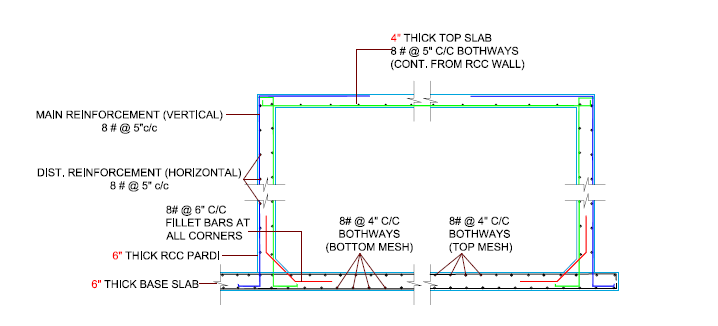 4" THICK TOP SLAB
8 # @ 5" C/C BOTHWAYS
(CONT. FROM RCC WALL)
MAIN REINFORCEMENT (VERTICAL)
8 # @ 5"c/c
DIST. REINFORCEMENT (HORIZONTAL)
8 # @ 5" c/c
8# @ 6" C/C
FILLET BARS AT
ALL CORNERS
8# @ 4" C/C
BOTHWAYS
(BOTTOM MESH)
8# @ 4" C/C
BOTHWAYS
(TOP MESH)
6" THICK RCC PARDI
6" THICK BASE SLAB